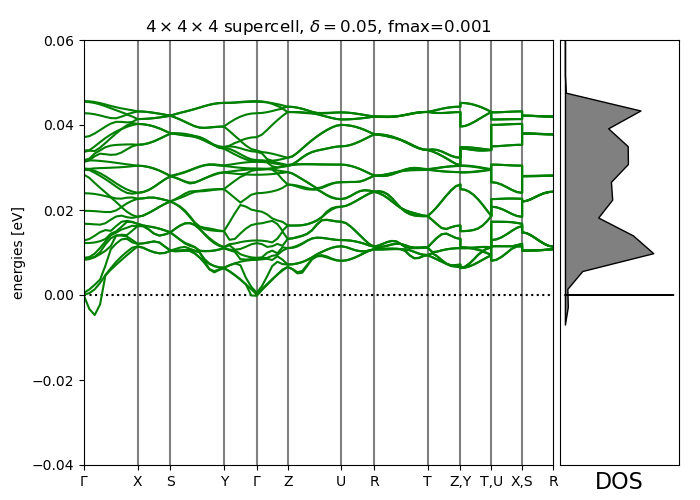 4 × 4 × 4 supercell, δ = 0.05, fmax=0.001
0.06
0.04
0.02
0.00
−0.02
−0.04
energies [eV]
Γ X S Y Γ Z U R T Z,Y T,U X,S R
DOS